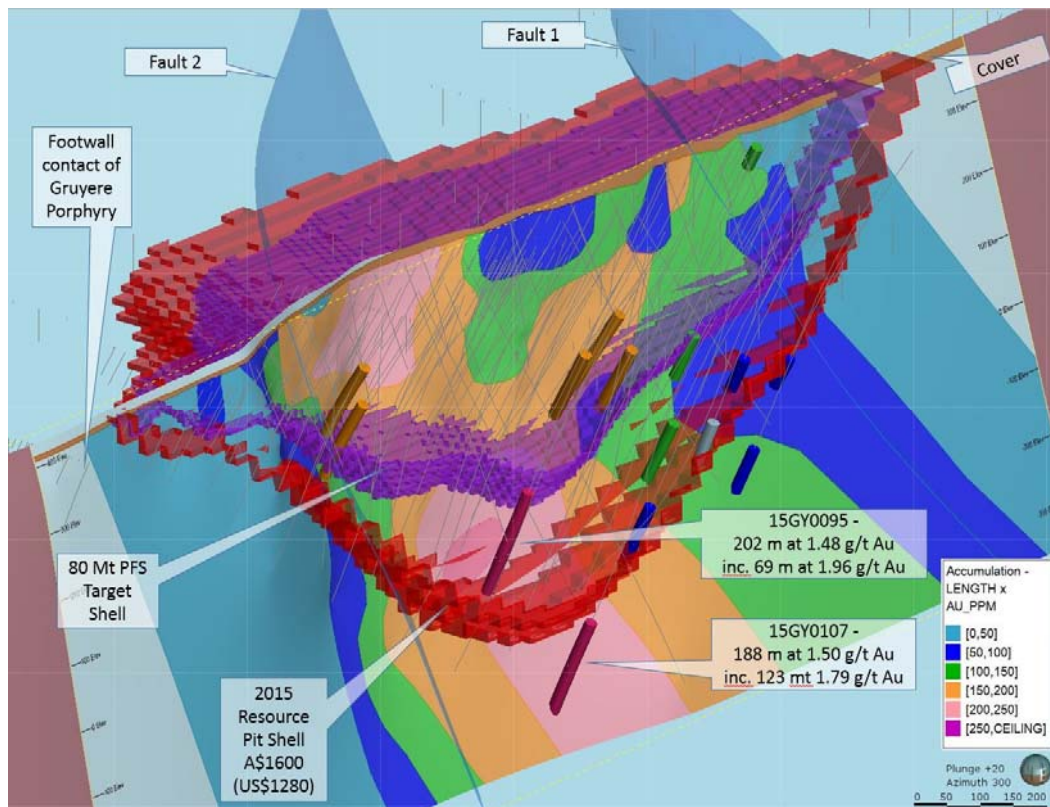 Fault 2
Fault 1
Cover
Footwall
contact of
Gruyere
Porphyry
80 Mt PFS
Target
Shell
2015
Resource
Pit Shell
A$1600
(US$1280)
15GY0095 -
202 m at 1.48 g/t Au
inc. 69 m at 1.96 g/t Au
15GY0107 -
188 m at 1.50 g/t Au
inc. 123 mt 1.79 g/t Au
Accumulation -
LENGTH x
AU_PPM
[0,50]
[50,100]
[100,150]
[150,200]
[200,250]
[250,CEILING]
Plunge +20
Azimuth 300
0 50 100 150 200